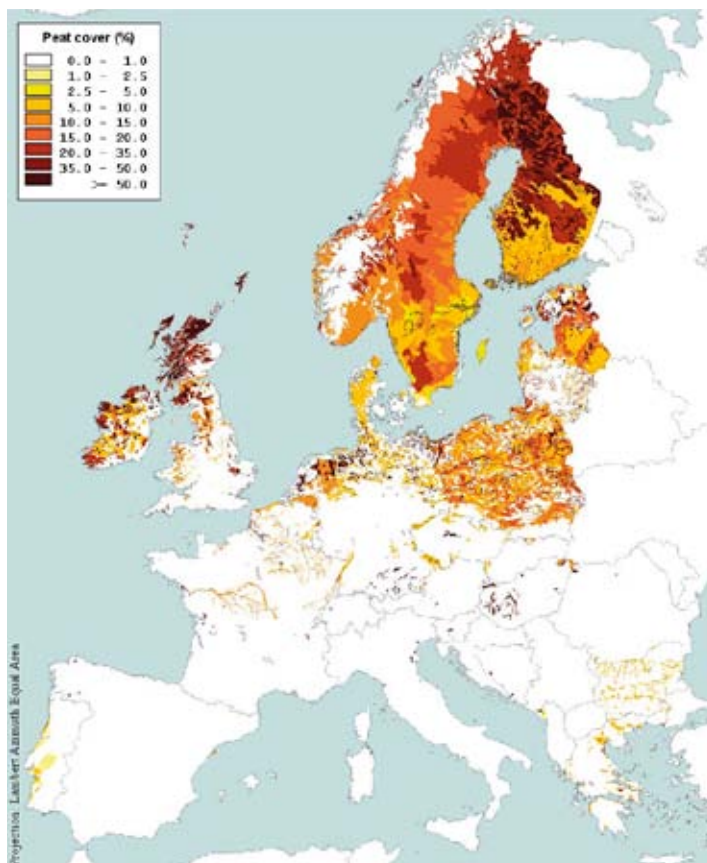 Peat cover (%)
0.0 - 1.0
1.0 - 2.5
2.5 - 5.0
5.0 - 10.0
10.0 - 15.0
15.0 - 20.0
20.0 - 35.0
35.0 - 50.0
>= 50.0
Projection: Lambert Azmuth Equal Area